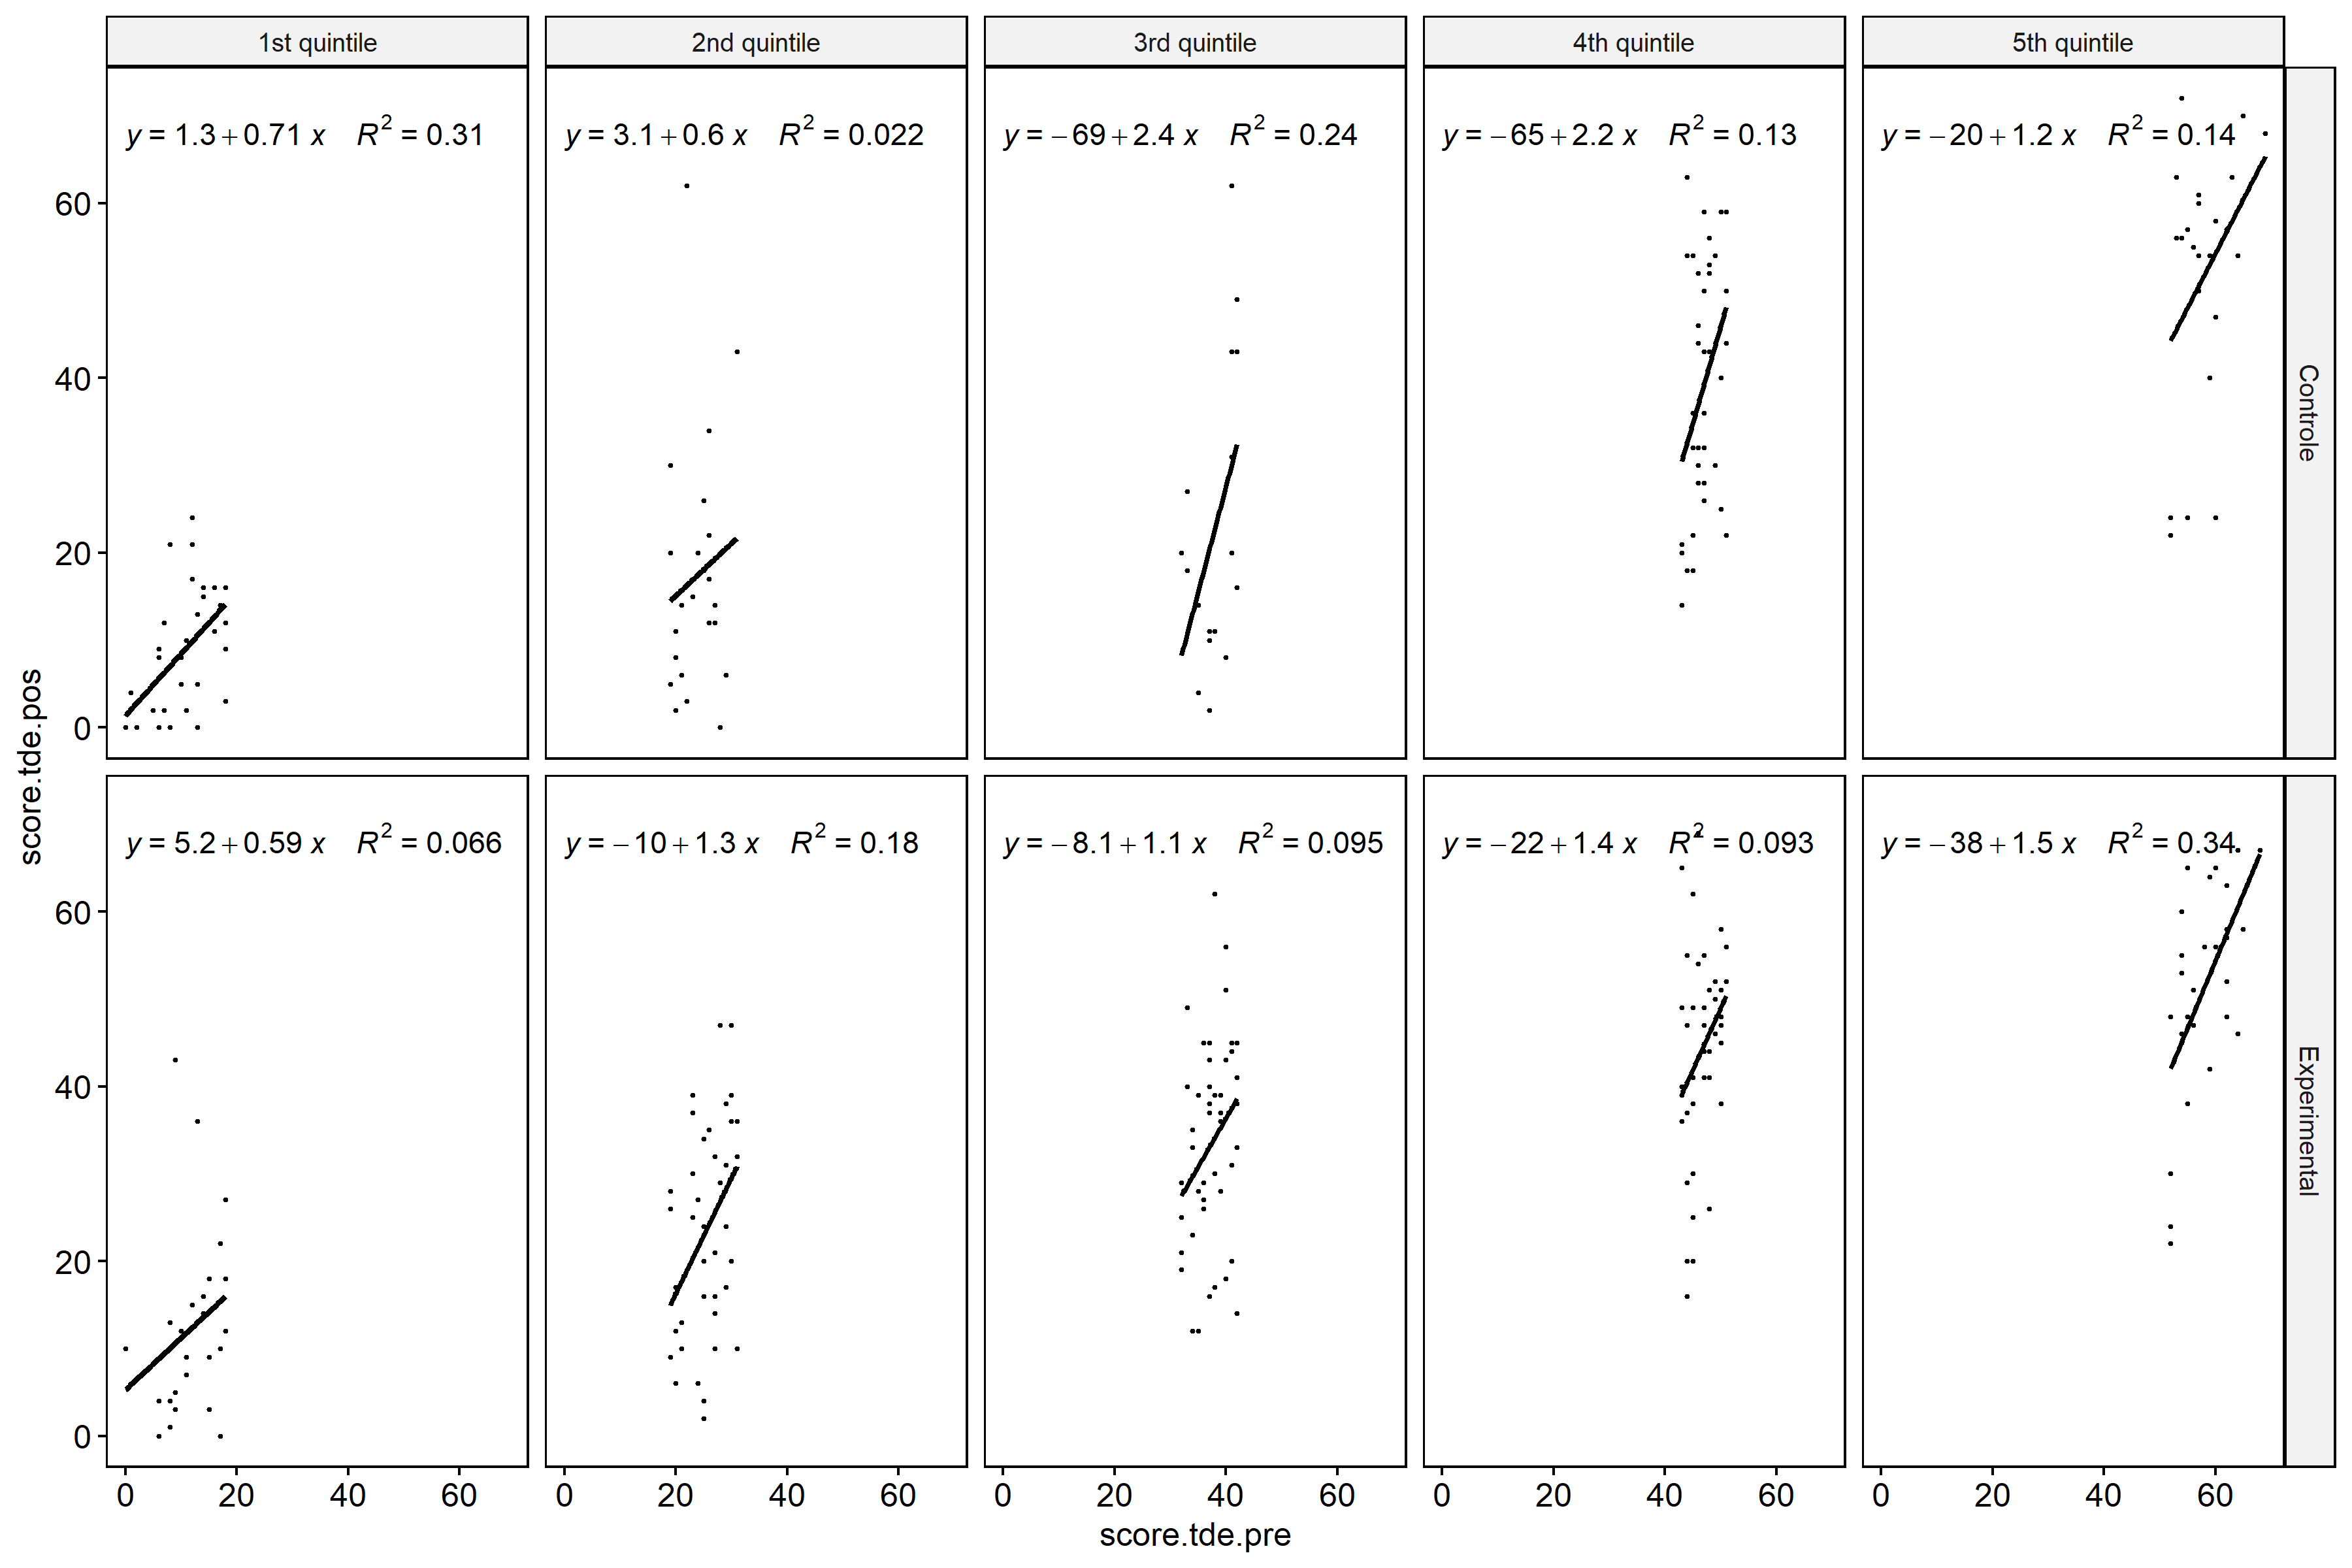 1st quintile 2nd quintile 3rd quintile 4th quintile 5th quintile
y = 1.3 + 0.71 x R² = 0.31
y = 3.1 + 0.6 x R² = 0.022
y = −69 + 2.4 x R² = 0.24
y = −65 + 2.2 x R² = 0.13
y = −20 + 1.2 x R² = 0.14
60
40
20
0
Controle
score.tde.pos
y = 5.2 + 0.59 x R² = 0.066
y = −10 + 1.3 x R² = 0.18
y = −8.1 + 1.1 x R² = 0.095
y = −22 + 1.4 x R² = 0.093
y = −38 + 1.5 x R² = 0.34
60
40
20
0
Experimental
0 20 40 60 0 20 40 60 0 20 40 60 0 20 40 60 0 20 40 60
score.tde.pre